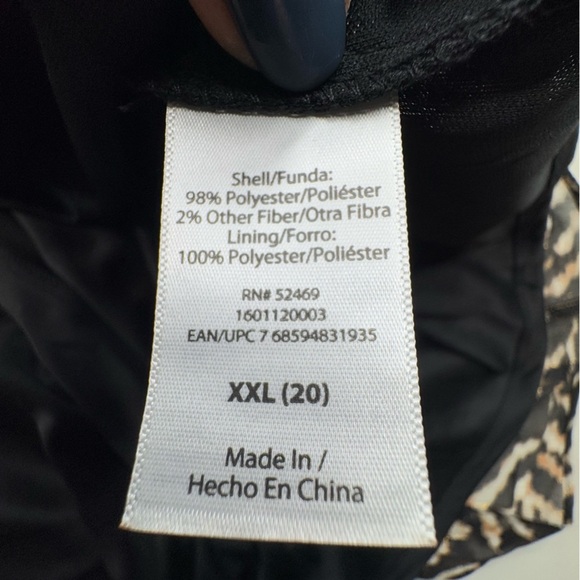 Shell/Funda:
98% Polyester/Poliéster
2% Other Fiber/Otra Fibra
Lining/Forro:
100% Polyester/Poliéster
RN# 52469
1601120003
EAN/UPC 7 68594831935
XXL (20)
Made In /
Hecho En China